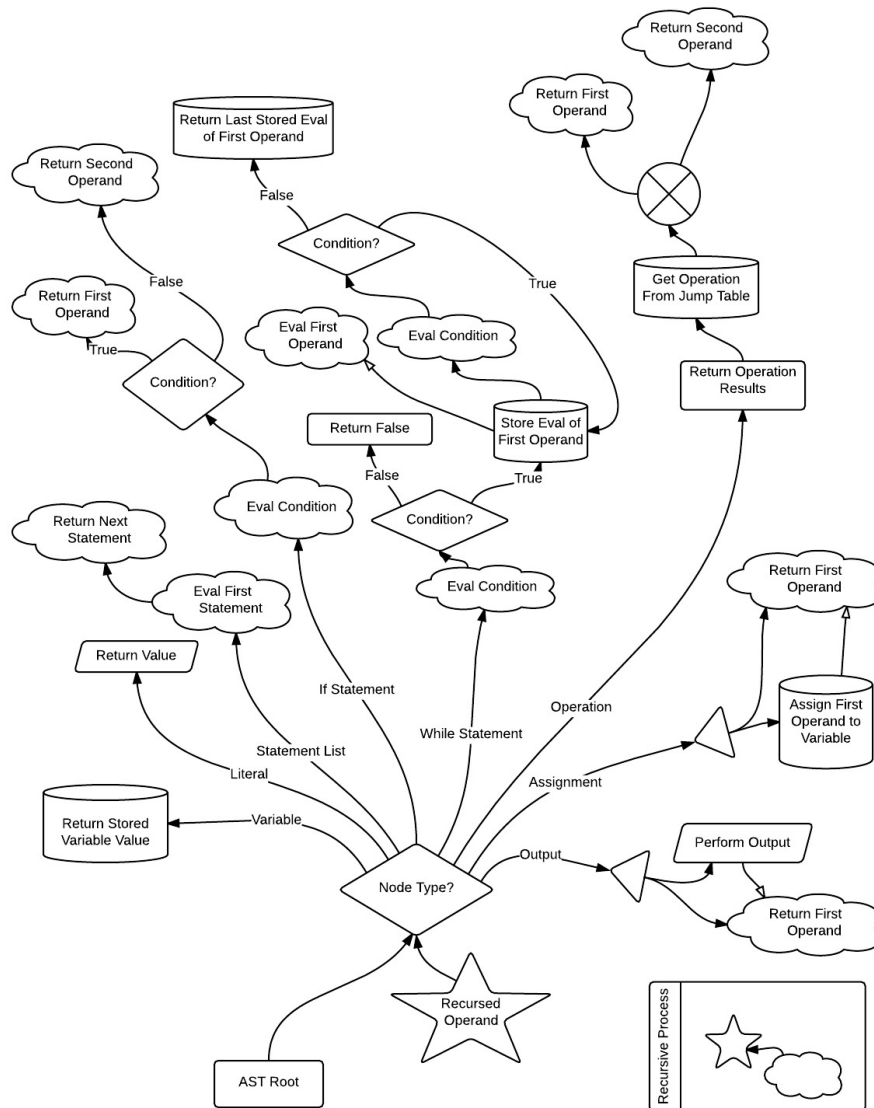 Return Second
Operand
Return First
Operand
Return Last Stored Eval
of First Operand
Return Second
Operand
False
Condition?
True
Get Operation
From Jump Table
False
Return First
Operand
True
Condition?
Eval First
Operand
Eval Condition
Return Operation
Results
Return False
Store Eval of
First Operand
False
True
Condition?
Eval Condition
Return Next
Statement
Eval First
Statement
Eval Condition
Return First
Operand
Return Value
If Statement
Operation
Assign First
Operand to
Variable
While Statement
Statement List
Literal
Assignment
Return Stored
Variable Value
Variable
Output
Perform Output
Node Type?
Return First
Operand
Recursed
Operand
AST Root
Recursive Process